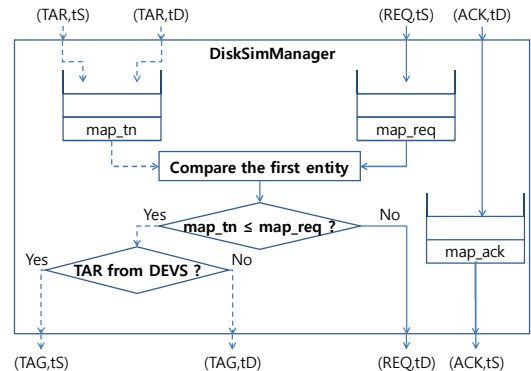 (TAR,tS) (TAR,tD) (REQ,tS) (ACK,tD)
DiskSimManager
map_tn map_req
Compare the first entity
Yes map_tn ≤ map_req ? No
map_ack
Yes TAR from DEVS ? No
(TAG,tS) (TAG,tD) (REQ,tD) (ACK,tS)